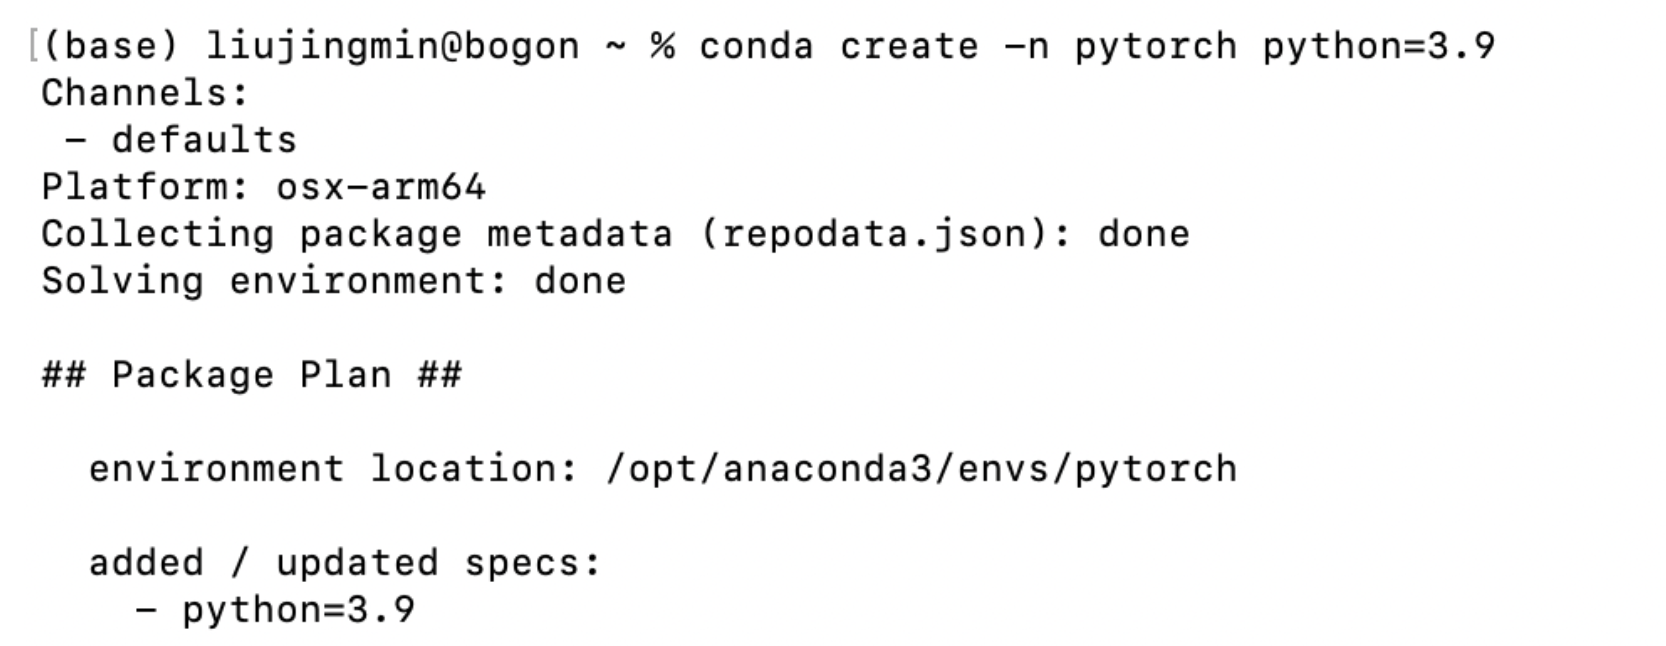 [(base) liujingmin@bogon ~ % conda create -n pytorch python=3.9
Channels:
 - defaults
Platform: osx-arm64
Collecting package metadata (repodata.json): done
Solving environment: done
## Package Plan ##
  environment location: /opt/anaconda3/envs/pytorch
  added / updated specs:
    - python=3.9